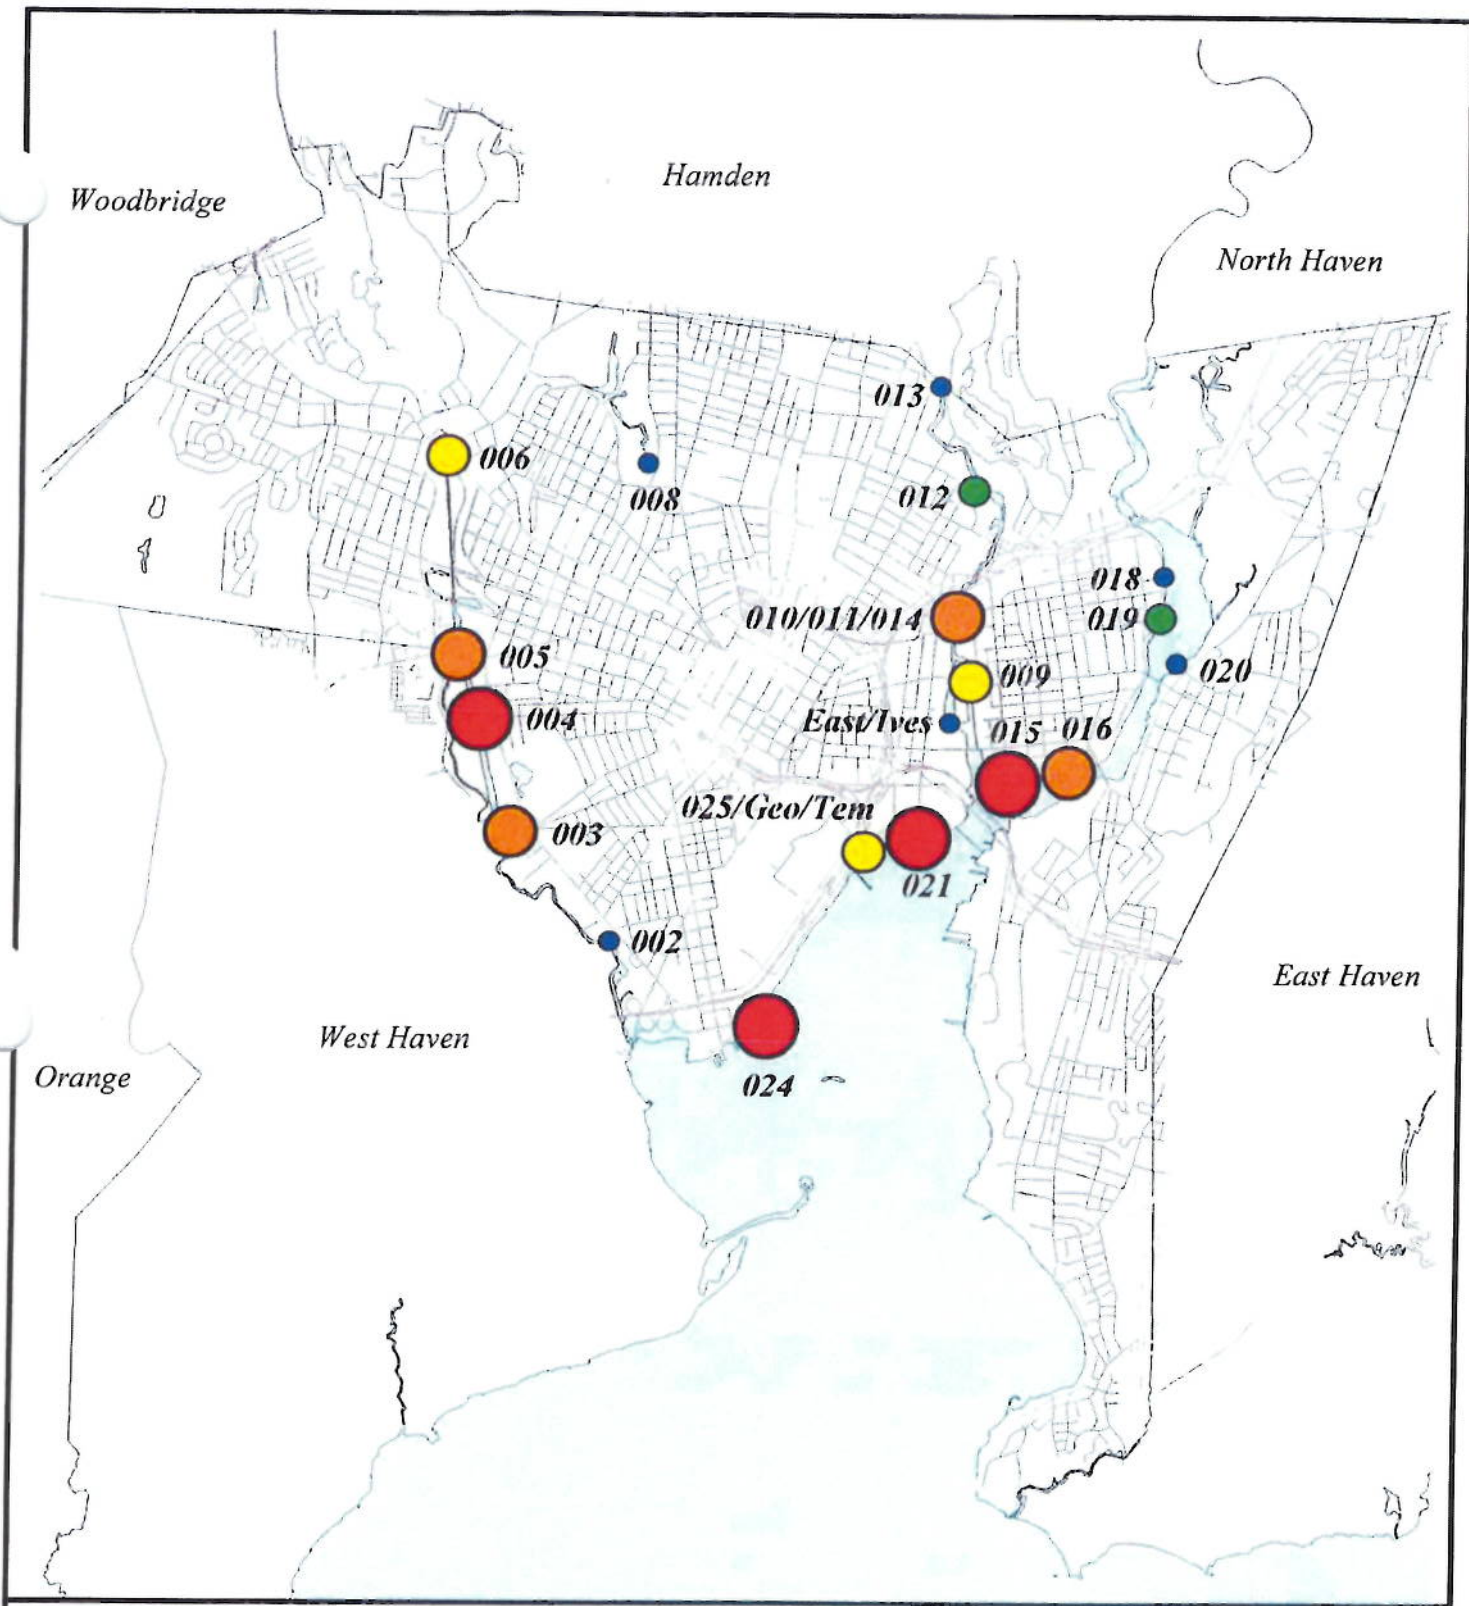 Hamden
Woodbridge
North Haven
013
006
008
012
018
010/011/014
019
005
009
020
004
East/Ives
015
016
025/Geo/Tem
003
021
002
East Haven
West Haven
Orange
024